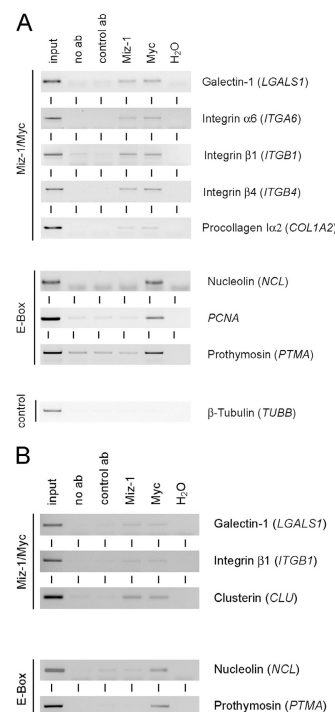 A
input no ab control ab Miz-1 Myc H₂O
Miz-1/Myc
Galectin-1 (LGALS1)
Integrin α6 (ITGA6)
Integrin β1 (ITGB1)
Integrin β4 (ITGB4)
Procollagen Iα2 (COL1A2)
E-Box
Nucleolin (NCL)
PCNA
Prothymosin (PTMA)
control
β-Tubulin (TUBB)
B
input no ab control ab Miz-1 Myc H₂O
Miz-1/Myc
Galectin-1 (LGALS1)
Integrin β1 (ITGB1)
Clusterin (CLU)
E-Box
Nucleolin (NCL)
Prothymosin (PTMA)